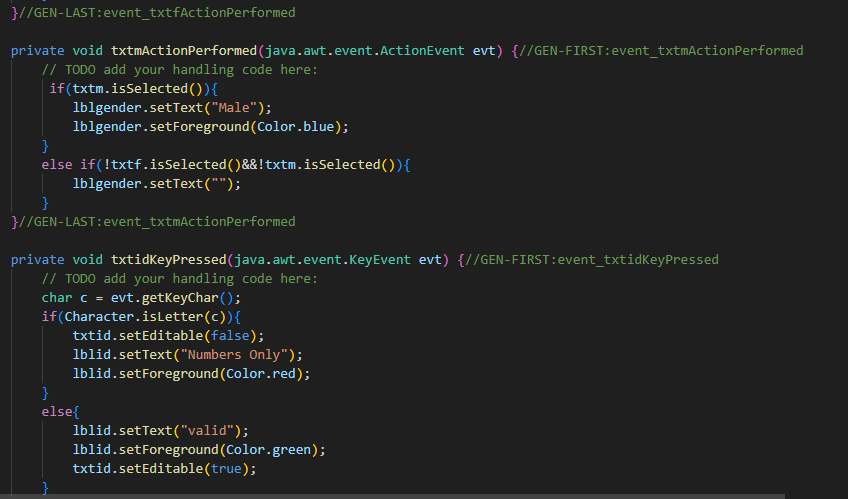 }//GEN-LAST:event_txtfActionPerformed
private void txtmActionPerformed(java.awt.event.ActionEvent evt) {//GEN-FIRST:event_txtmActionPerformed
// TODO add your handling code here:
if(txtm.isSelected()){
lblgender.setText("Male");
lblgender.setForeground(Color.blue);
}
else if(!txtf.isSelected()&&!txtm.isSelected()){
lblgender.setText("");
}
}//GEN-LAST:event_txtmActionPerformed
private void txtidKeyPressed(java.awt.event.KeyEvent evt) {//GEN-FIRST:event_txtidKeyPressed
// TODO add your handling code here:
char c = evt.getKeyChar();
if(Character.isLetter(c)){
txtid.setEditable(false);
lblid.setText("Numbers Only");
lblid.setForeground(Color.red);
}
else{
lblid.setText("valid");
lblid.setForeground(Color.green);
txtid.setEditable(true);
}